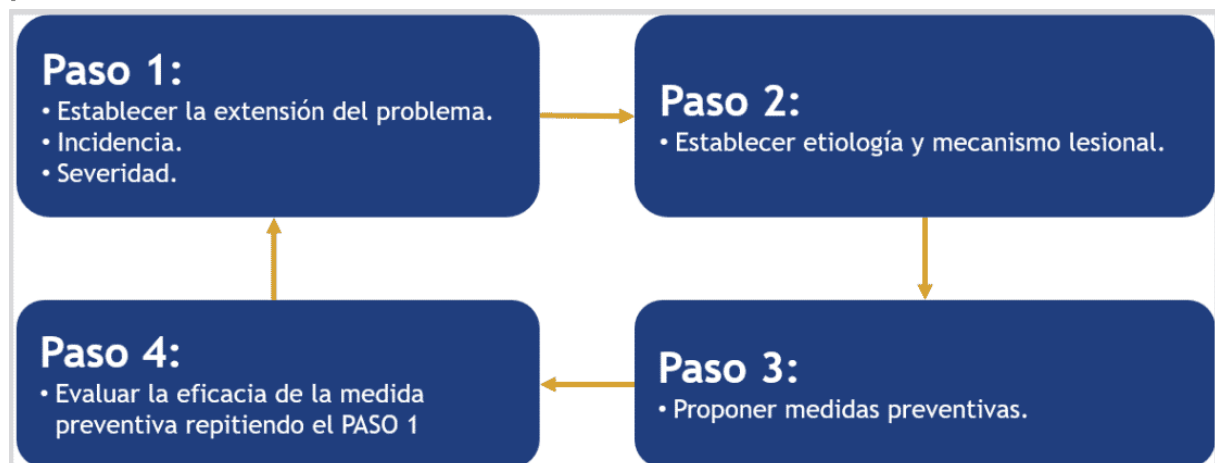 Paso 1:
• Establecer la extensión del problema.
• Incidencia.
• Severidad.
Paso 2:
• Establecer etiología y mecanismo lesional.
Paso 3:
• Proponer medidas preventivas.
Paso 4:
• Evaluar la eficacia de la medida
preventiva repitiendo el PASO 1